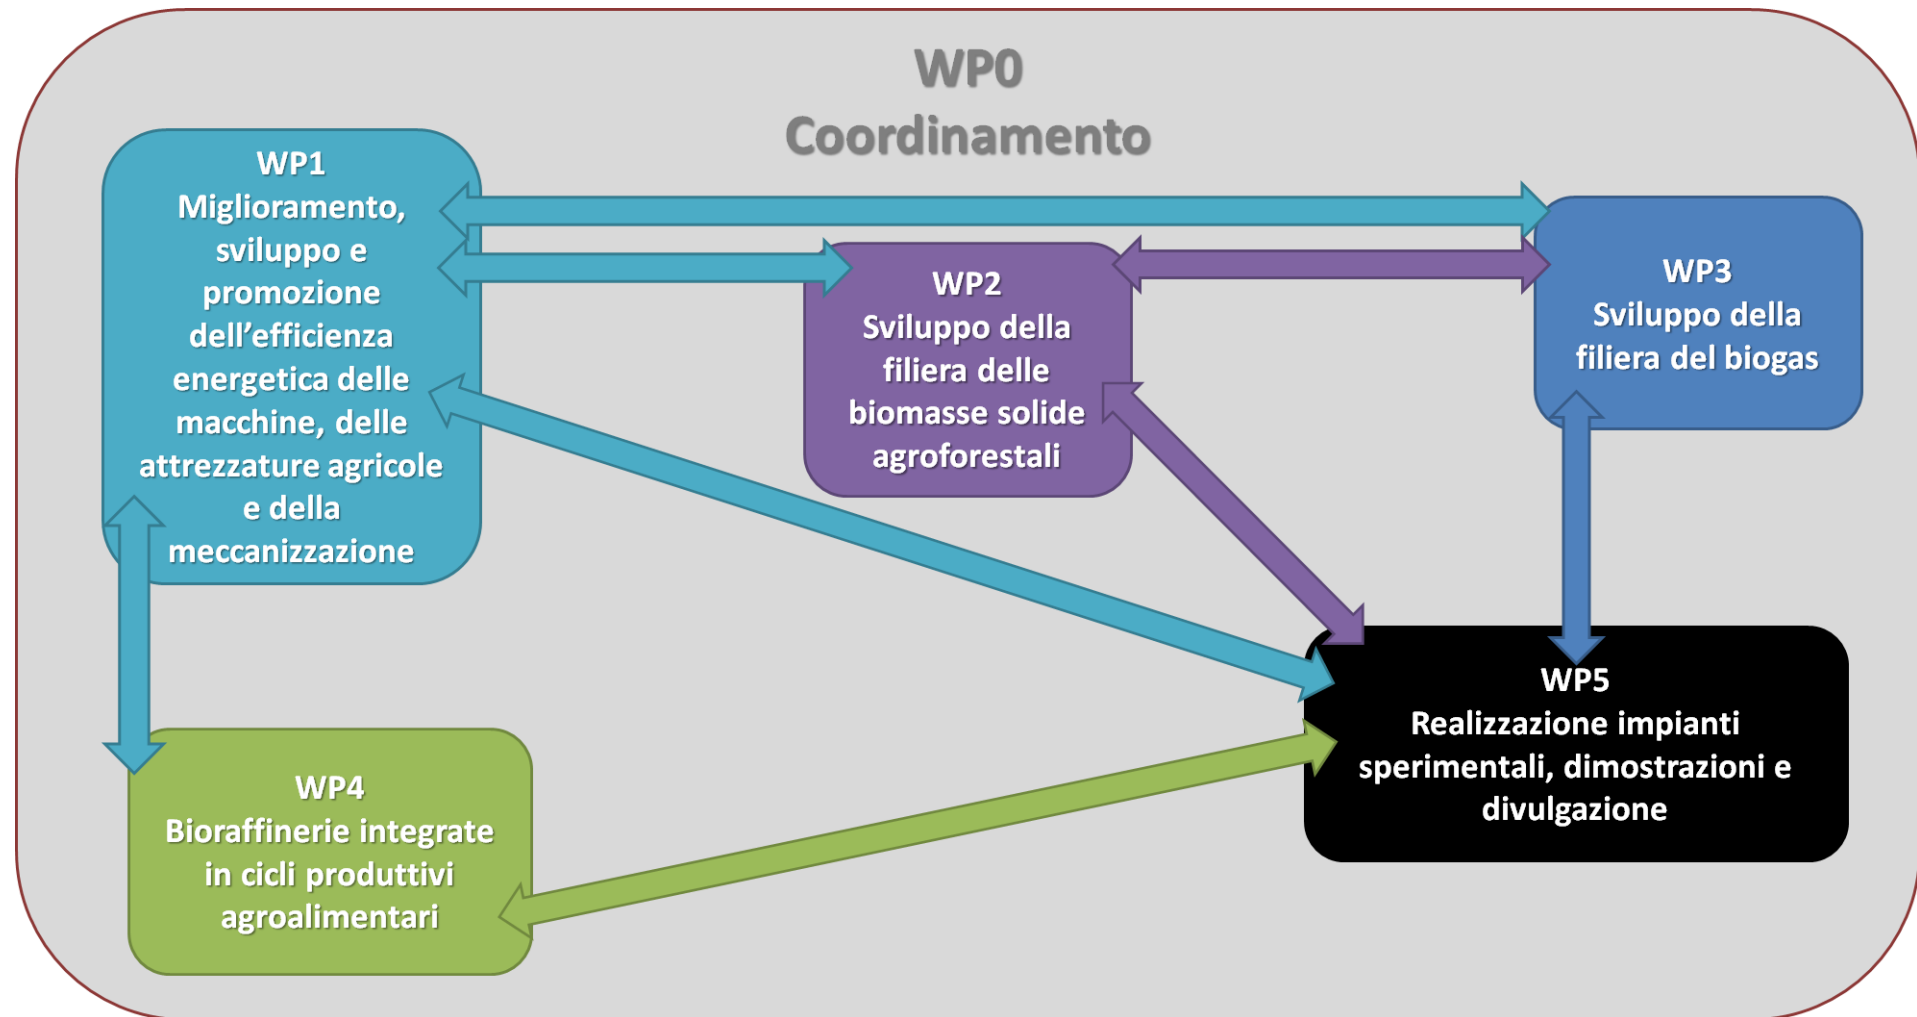 WP0
Coordinamento
WP1
Miglioramento,
sviluppo e
promozione
dell’efficienza
energetica delle
macchine, delle
attrezzature agricole
e della
meccanizzazione
WP2
Sviluppo della
filiera delle
biomasse solide
agroforestali
WP3
Sviluppo della
filiera del biogas
WP4
Bioraffinerie integrate
in cicli produttivi
agroalimentari
WP5
Realizzazione impianti
sperimentali, dimostrazioni e
divulgazione